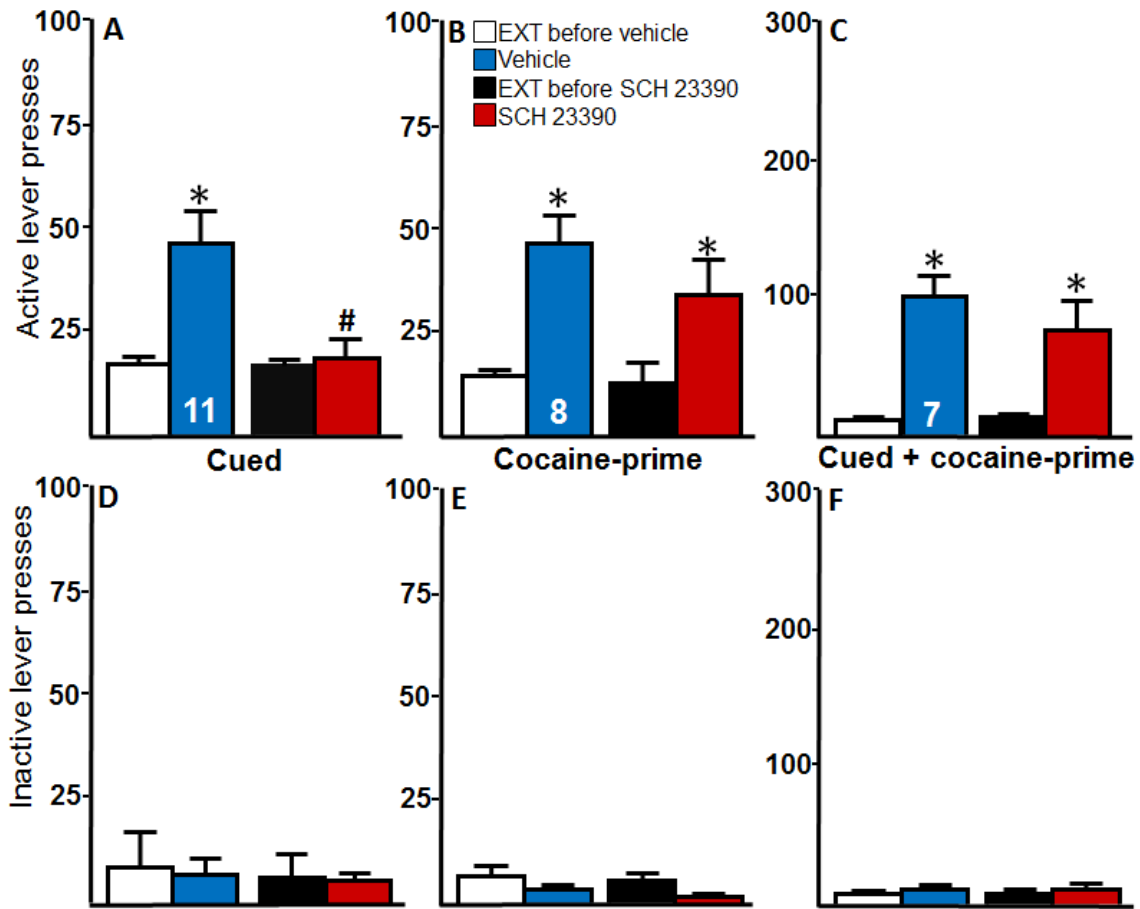 A
100
75
50
25
Active lever presses
*
#
11
Cued
B
100
75
50
25
EXT before vehicle
Vehicle
EXT before SCH 23390
SCH 23390
*
*
8
Cocaine-prime
C
300
200
100
*
*
7
Cued + cocaine-prime
D
100
75
50
25
Inactive lever presses
E
100
75
50
25
F
300
200
100